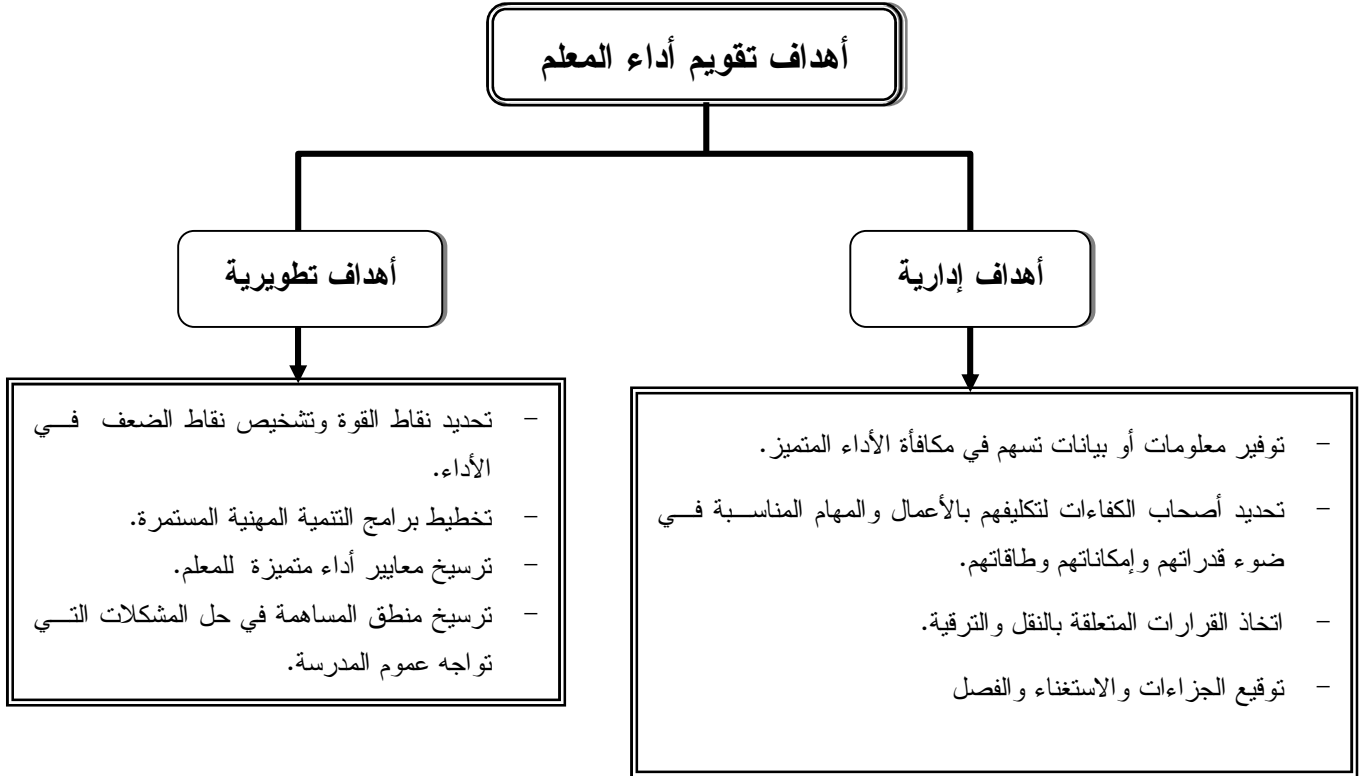 أهداف تقويم أداء المعلم
أهداف إدارية
أهداف تطويرية
- توفير معلومات أو بيانات تسهم في مكافأة الأداء المتميز.
- تحديد أصحاب الكفاءات لتكليفهم بالأعمال والمهام المناسبة في
ضوء قدراتهم وإمكاناتهم وطاقاتهم.
- اتخاذ القرارات المتعلقة بالنقل والترقية.
- توقيع الجزاءات والاستغناء والفصل
- تحديد نقاط القوة وتشخيص نقاط الضعف في
الأداء.
- تخطيط برامج التنمية المهنية المستمرة.
- ترسيخ معايير أداء متميزة للمعلم.
- ترسيخ منطق المساهمة في حل المشكلات التي
تواجه عموم المدرسة.